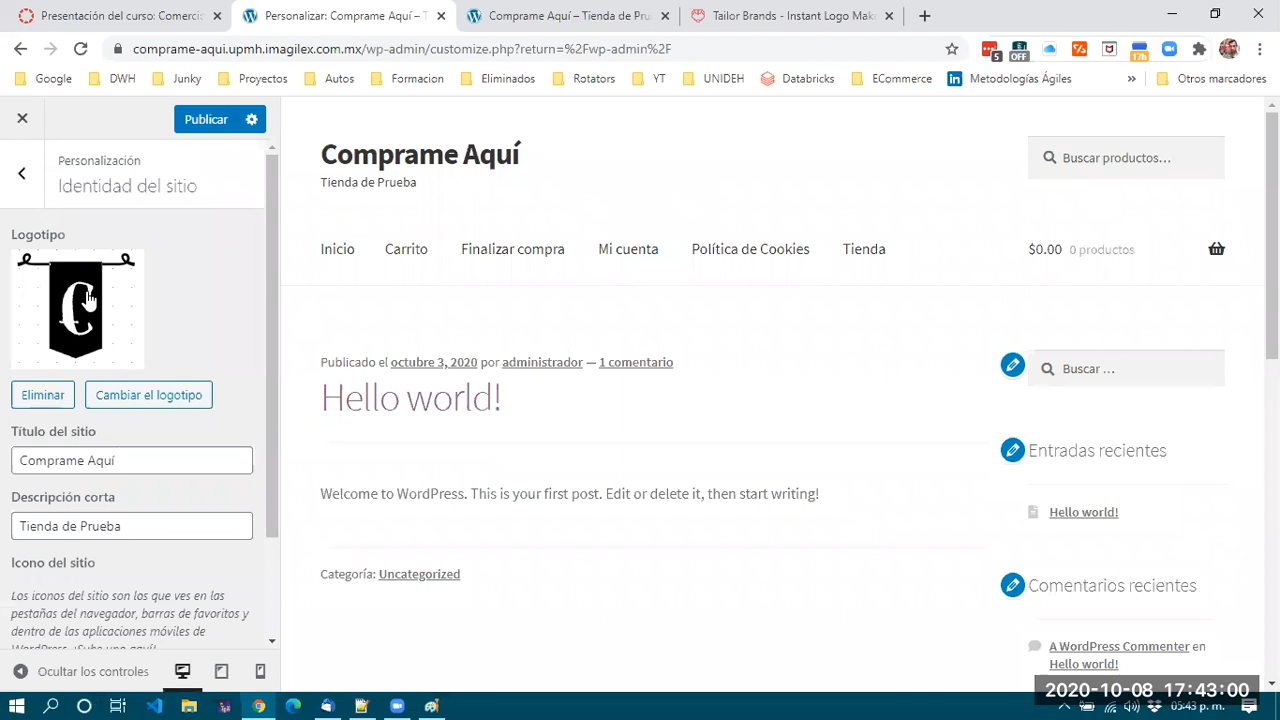 Presentación del curso: Comerci
Personalizar: Comprame Aquí – T
Comprame Aquí – Tienda de Pru
Tailor Brands - Instant Logo Mak
comprame-aqui.upmh.imagilex.com.mx/wp-admin/customize.php?return=%2Fwp-admin%2F
5
OFF
17h
Google
DWH
Junky
Proyectos
Autos
Formacion
Eliminados
Rotators
YT
UNIDEH
Databricks
ECommerce
Metodologías Ágiles
»
Otros marcadores
Publicar
Personalización
Identidad del sitio
Logotipo
C
Eliminar
Cambiar el logotipo
Título del sitio
Comprame Aquí
Descripción corta
Tienda de Prueba
Icono del sitio
Los iconos del sitio son los que ves en las
pestañas del navegador, barras de favoritos y
dentro de las aplicaciones móviles de
WordPress. ¡Sube uno aquí!
Ocultar los controles
Comprame Aquí
Tienda de Prueba
Buscar productos…
Inicio
Carrito
Finalizar compra
Mi cuenta
Política de Cookies
Tienda
$0.00 0 productos
Publicado el octubre 3, 2020 por administrador — 1 comentario
Hello world!
Welcome to WordPress. This is your first post. Edit or delete it, then start writing!
Categoría: Uncategorized
Buscar …
Entradas recientes
Hello world!
Comentarios recientes
A WordPress Commenter en
Hello world!
2020-10-08 17:43:00
05:43 p. m.